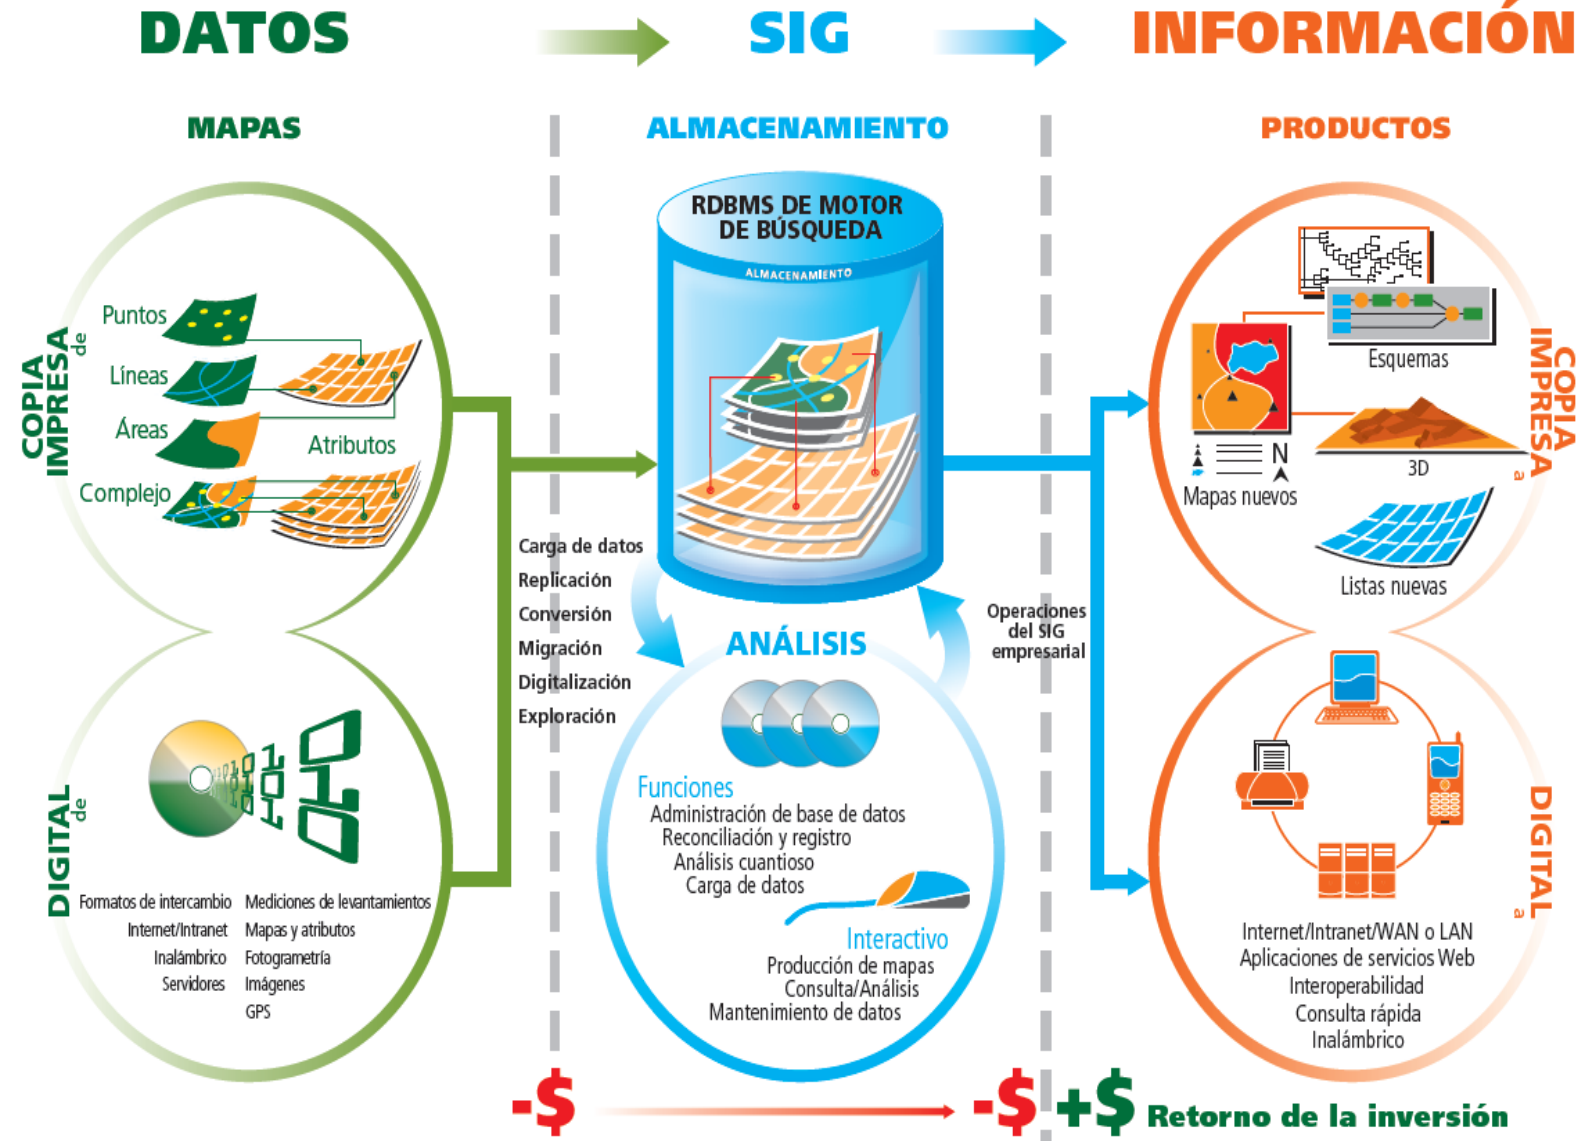 DATOS
SIG
INFORMACIÓN
MAPAS
ALMACENAMIENTO
PRODUCTOS
COPIA
IMPRESA
de
Puntos
Líneas
Áreas
Atributos
Complejo
DIGITAL
de
Formatos de intercambio
Internet/Intranet
Inalámbrico
Servidores
Mediciones de levantamientos
Mapas y atributos
Fotogrametría
Imágenes
GPS
Carga de datos
Replicación
Conversión
Migración
Digitalización
Exploración
RDBMS DE MOTOR
DE BÚSQUEDA
ALMACENAMIENTO
ANÁLISIS
Funciones
Administración de base de datos
Reconciliación y registro
Análisis cuantioso
Carga de datos
Interactivo
Producción de mapas
Consulta/Análisis
Mantenimiento de datos
Operaciones
del SIG
empresarial
Esquemas
N
Mapas nuevos
3D
Listas nuevas
COPIA
IMPRESA
a
DIGITAL
a
Internet/Intranet/WAN o LAN
Aplicaciones de servicios Web
Interoperabilidad
Consulta rápida
Inalámbrico
-$
-$
+$ Retorno de la inversión